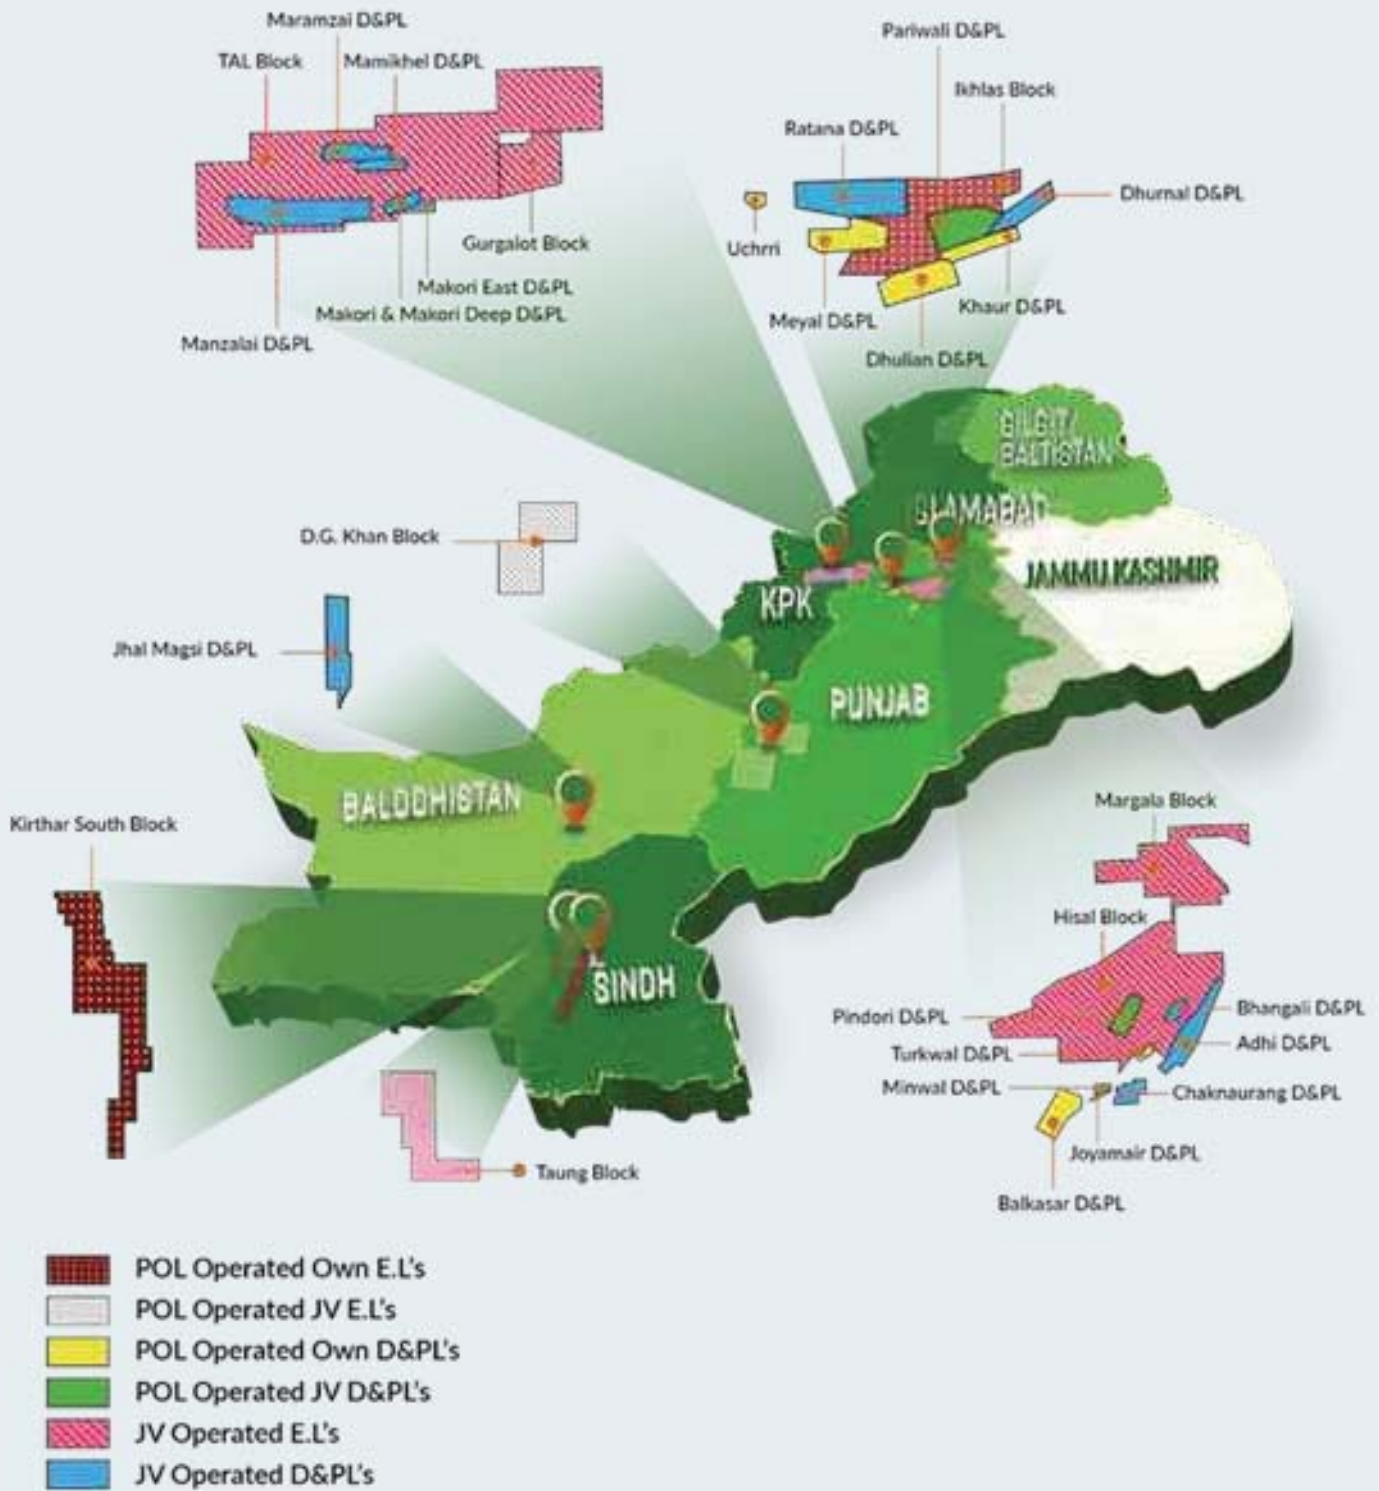 Maramzai D&PL
TAL Block
Mamikhel D&PL
Gurgalot Block
Makori East D&PL
Makori & Makori Deep D&PL
Manzalai D&PL
Pariwali D&PL
Ikhlas Block
Ratana D&PL
Dhurnal D&PL
Uchrri
Khaur D&PL
Meyal D&PL
Dhulian D&PL
GILGIT/
BALTISTAN
D.G. Khan Block
JAMMU KASHMIR
KPK
Jhal Magsi D&PL
PUNJAB
Kirthar South Block
SINDH
Taung Block
Margala Block
Hisal Block
Pindori D&PL
Bhangali D&PL
Turkwal D&PL
Adhi D&PL
Minwal D&PL
Chaknaurang D&PL
Joyamair D&PL
Balkasar D&PL
POL Operated Own E.L's
POL Operated JV E.L's
POL Operated Own D&PL's
POL Operated JV D&PL's
JV Operated E.L's
JV Operated D&PL's